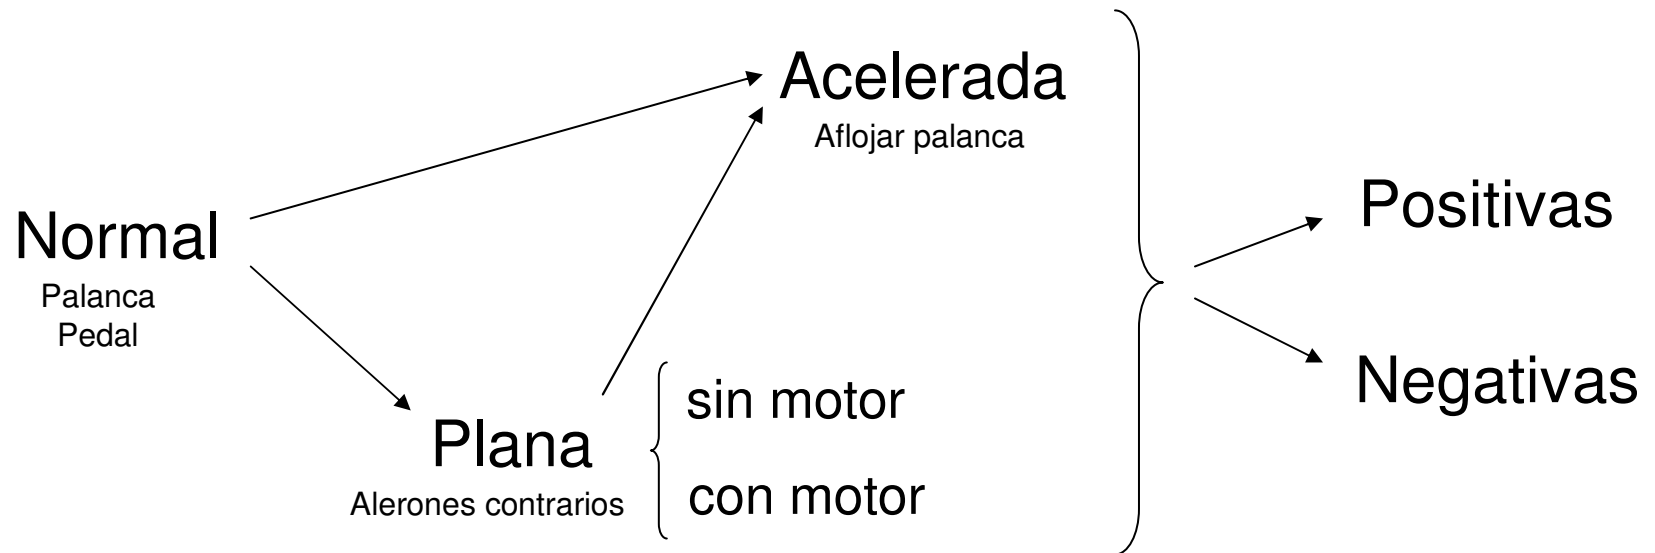 Normal
Palanca
Pedal
Acelerada
Aflojar palanca
Plana
Alerones contrarios
sin motor
con motor
Positivas
Negativas